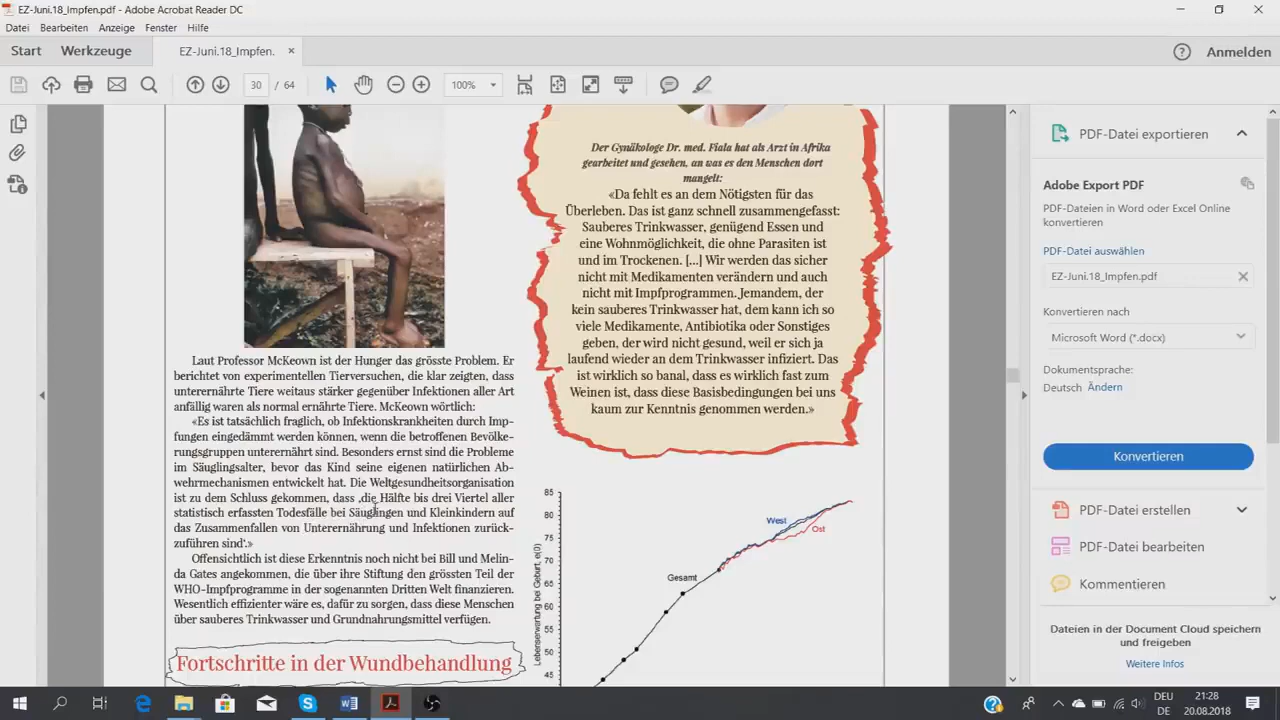 EZ-Juni.18_Impfen.pdf - Adobe Acrobat Reader DC
Datei Bearbeiten Anzeige Fenster Hilfe
Start Werkzeuge EZ-Juni.18_Impfen. × Anmelden
30 / 64 100%
Laut Professor McKeown ist der Hunger das grösste Problem. Er
berichtet von experimentellen Tierversuchen, die klar zeigten, dass
unterernährte Tiere weitaus stärker gegenüber Infektionen aller Art
anfällig waren als normal ernährte Tiere. McKeown wörtlich:
«Es ist tatsächlich fraglich, ob Infektionskrankheiten durch Imp-
fungen eingedämmt werden können, wenn die betroffenen Bevölke-
rungsgruppen unterernährt sind. Besonders ernst sind die Probleme
im Säuglingsalter, bevor das Kind seine eigenen natürlichen Ab-
wehrmechanismen entwickelt hat. Die Weltgesundheitsorganisation
ist zu dem Schluss gekommen, dass ‚die Hälfte bis drei Viertel aller
statistisch erfassten Todesfälle bei Säuglingen und Kleinkindern auf
das Zusammenfallen von Unterernährung und Infektionen zurück-
zuführen sind‘.»
Offensichtlich ist diese Erkenntnis noch nicht bei Bill und Melin-
da Gates angekommen, die über ihre Stiftung den grössten Teil der
WHO-Impfprogramme in der sogenannten Dritten Welt finanzieren.
Wesentlich effizienter wäre es, dafür zu sorgen, dass diese Menschen
über sauberes Trinkwasser und Grundnahrungsmittel verfügen.
Fortschritte in der Wundbehandlung
Der Gynäkologe Dr. med. Fiala hat als Arzt in Afrika
gearbeitet und gesehen, an was es den Menschen dort
mangelt:
«Da fehlt es an dem Nötigsten für das
Überleben. Das ist ganz schnell zusammengefasst:
Sauberes Trinkwasser, genügend Essen und
eine Wohnmöglichkeit, die ohne Parasiten ist
und im Trockenen. [...] Wir werden das sicher
nicht mit Medikamenten verändern und auch
nicht mit Impfprogrammen. Jemandem, der
kein sauberes Trinkwasser hat, dem kann ich so
viele Medikamente, Antibiotika oder Sonstiges
geben, der wird nicht gesund, weil er sich ja
laufend wieder an dem Trinkwasser infiziert. Das
ist wirklich so banal, dass es wirklich fast zum
Weinen ist, dass diese Basisbedingungen bei uns
kaum zur Kenntnis genommen werden.»
85
80
75
70
65
60
55
50
45
Lebenserwartung bei Geburt, e(0)
West
Ost
Gesamt
PDF-Datei exportieren
Adobe Export PDF
PDF-Dateien in Word oder Excel Online
konvertieren
PDF-Datei auswählen
EZ-Juni.18_Impfen.pdf
Konvertieren nach
Microsoft Word (*.docx)
Dokumentsprache:
Deutsch Ändern
Konvertieren
PDF-Datei erstellen
PDF-Datei bearbeiten
Kommentieren
Dateien in der Document Cloud speichern
und freigeben
Weitere Infos
DEU 21:28
DE 20.08.2018